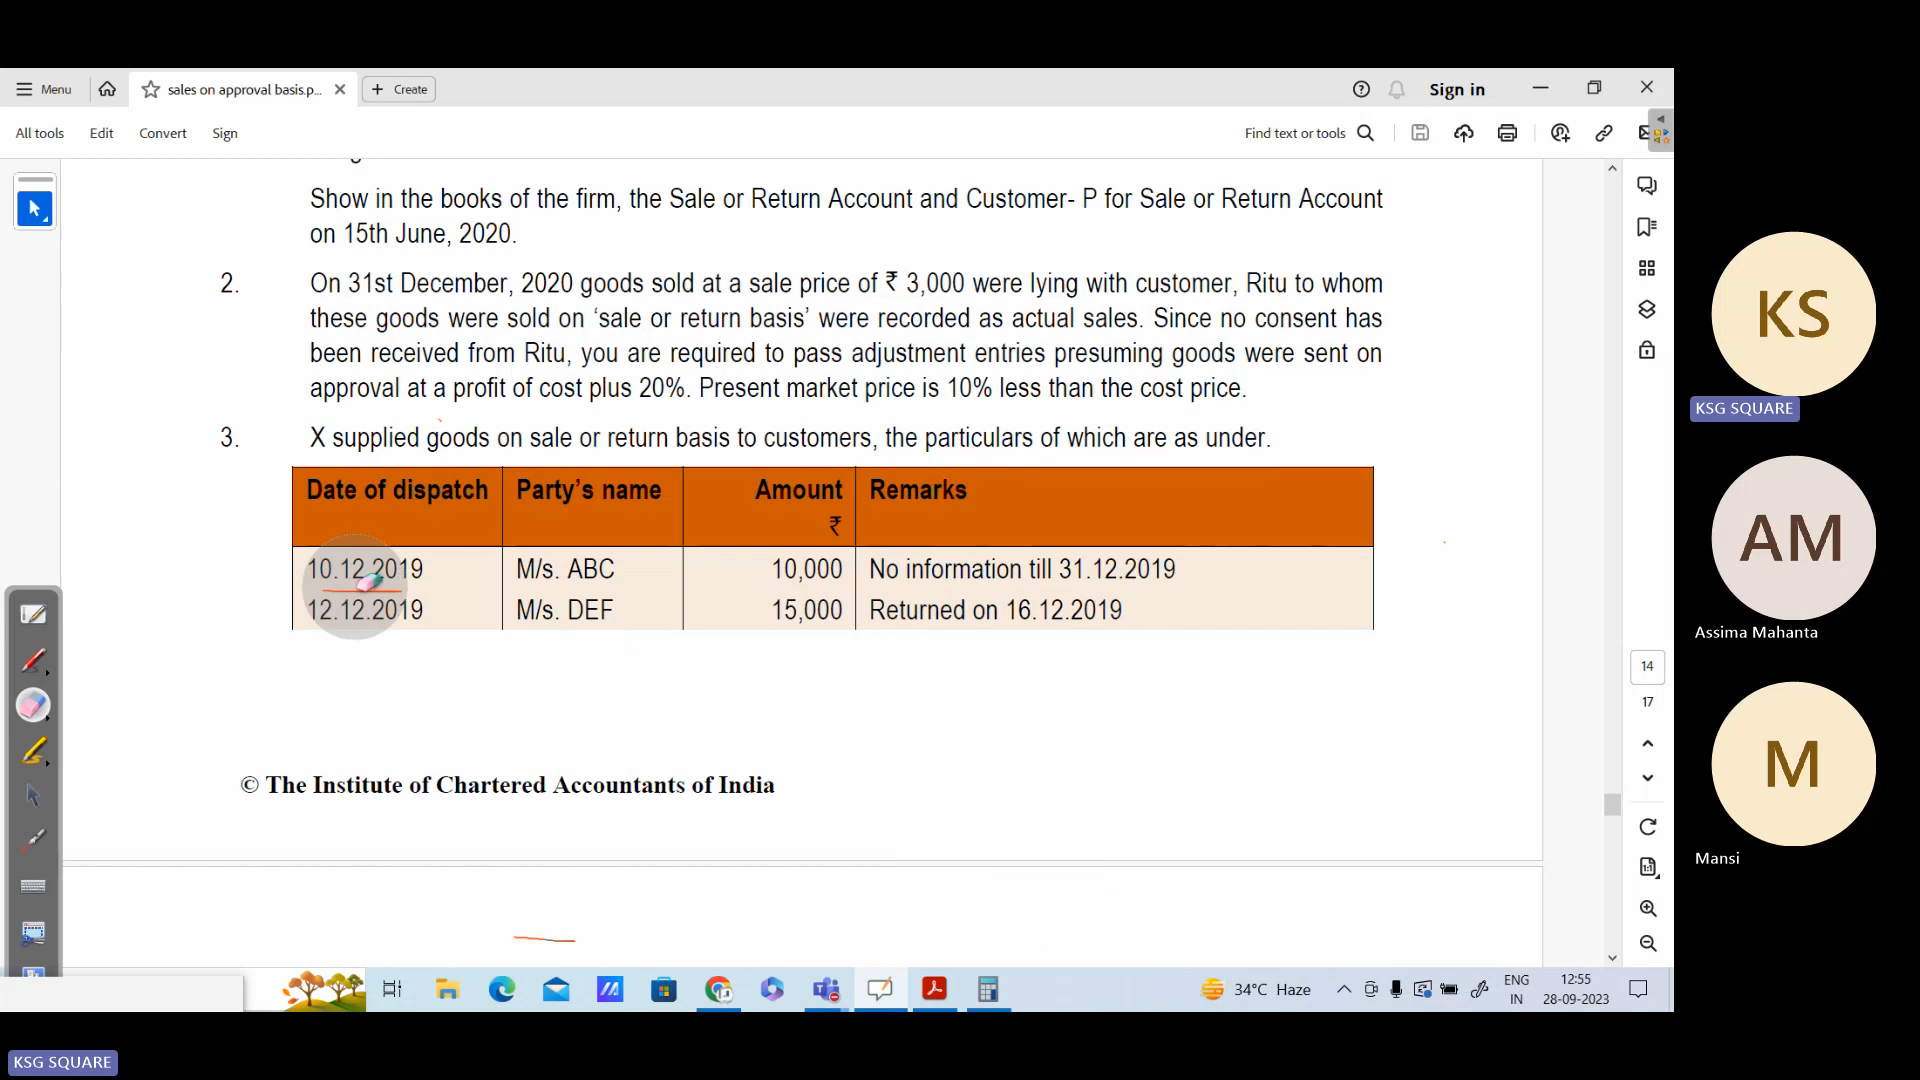 Menu
sales on approval basis.p...
Create
Sign in
All tools
Edit
Convert
Sign
Find text or tools
Show in the books of the firm, the Sale or Return Account and Customer- P for Sale or Return Account
on 15th June, 2020.
2. On 31st December, 2020 goods sold at a sale price of ₹ 3,000 were lying with customer, Ritu to whom
these goods were sold on ‘sale or return basis’ were recorded as actual sales. Since no consent has
been received from Ritu, you are required to pass adjustment entries presuming goods were sent on
approval at a profit of cost plus 20%. Present market price is 10% less than the cost price.
3. X supplied goods on sale or return basis to customers, the particulars of which are as under.
Date of dispatch Party’s name Amount Remarks
₹
10.12.2019 M/s. ABC 10,000 No information till 31.12.2019
12.12.2019 M/s. DEF 15,000 Returned on 16.12.2019
© The Institute of Chartered Accountants of India
14
17
34°C Haze
ENG
IN
12:55
28-09-2023
KS
KSG SQUARE
AM
Assima Mahanta
M
Mansi
KSG SQUARE